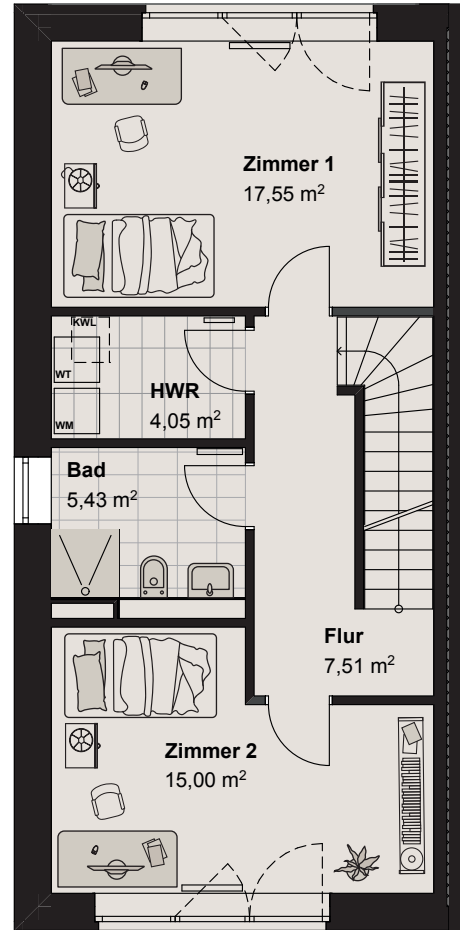 Zimmer 1
17,55 m²
KWL
WT
HWR
4,05 m²
WM
Bad
5,43 m²
Flur
7,51 m²
Zimmer 2
15,00 m²